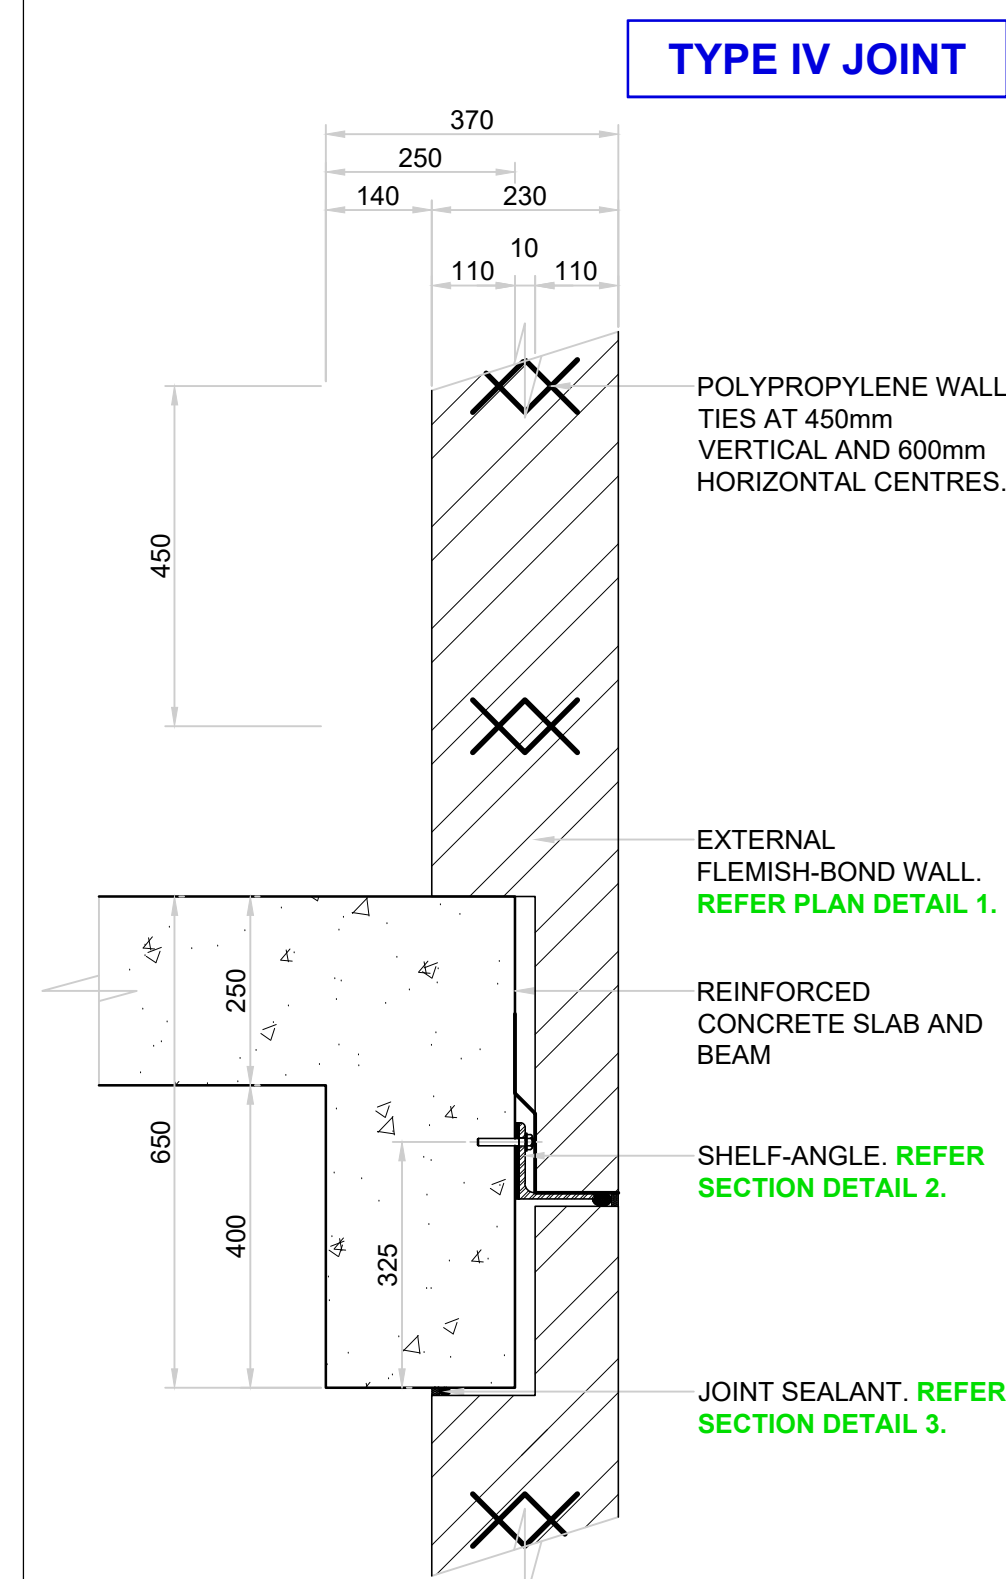 TYPE IV JOINT
370
250
140
230
10
110
110
POLYPROPYLENE WALL
TIES AT 450mm
VERTICAL AND 600mm
HORIZONTAL CENTRES.
450
EXTERNAL
FLEMISH-BOND WALL.
REFER PLAN DETAIL 1.
250
REINFORCED
CONCRETE SLAB AND
BEAM
650
SHELF-ANGLE. REFER
SECTION DETAIL 2.
400
325
JOINT SEALANT. REFER
SECTION DETAIL 3.